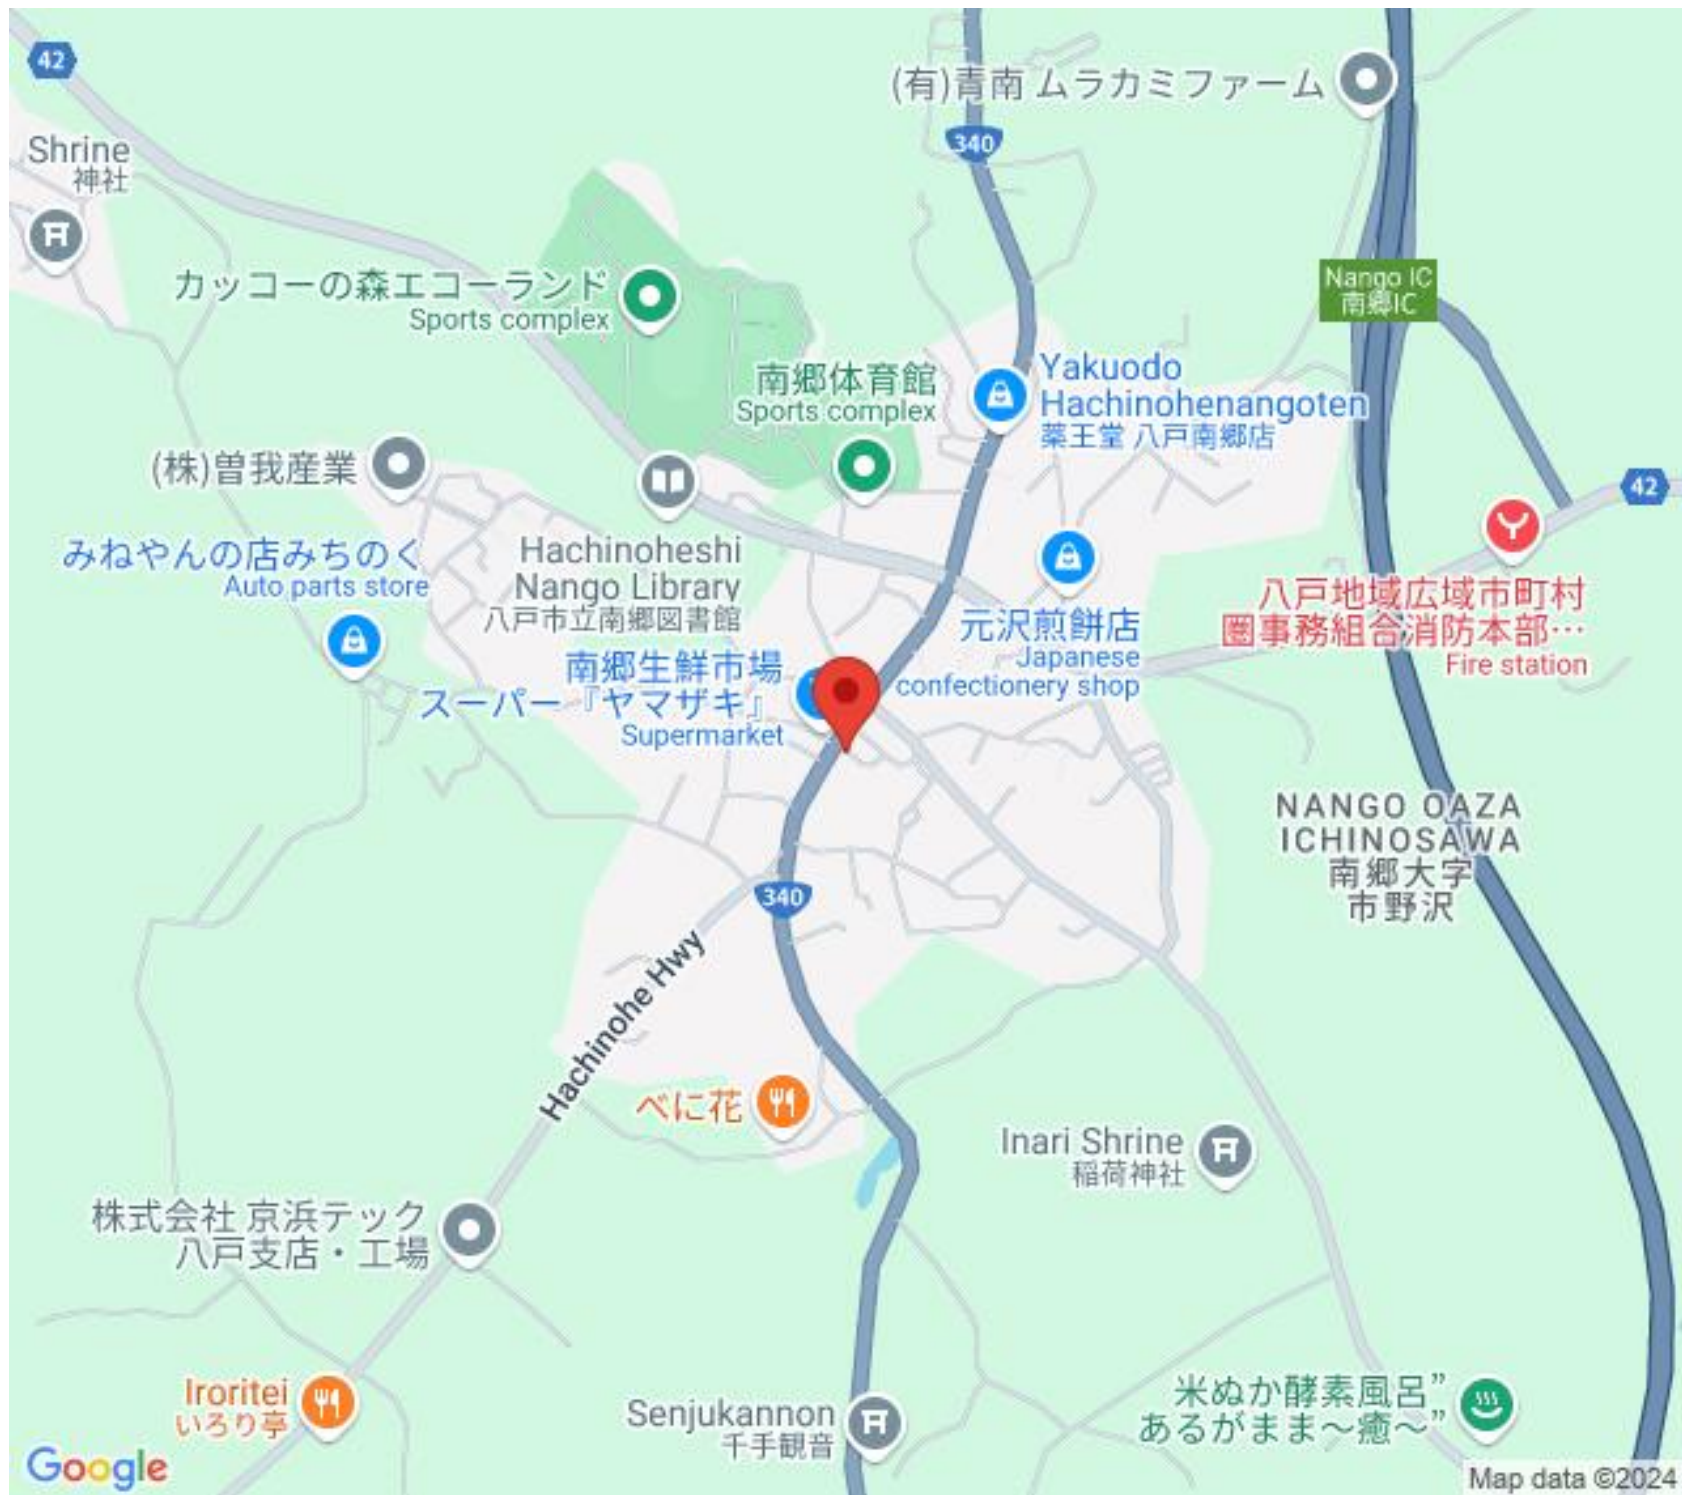 42
(有)青南 ムラカミファーム
340
Shrine
神社
Nango IC
南郷IC
カッコーの森エコーランド
Sports complex
南郷体育館
Sports complex
Yakuodo
Hachinohenangoten
薬王堂 八戸南郷店
(株)曽我産業
42
みねやんの店みちのく
Auto parts store
Hachinoheshi
Nango Library
八戸市立南郷図書館
元沢煎餅店
Japanese
confectionery shop
八戸地域広域市町村
圏事務組合消防本部…
Fire station
南郷生鮮市場
スーパー『ヤマザキ』
Supermarket
NANGO OAZA
ICHINOSAWA
南郷大字
市野沢
340
Hachinohe Hwy
べに花
Inari Shrine
稲荷神社
株式会社 京浜テック
八戸支店・工場
Iroritei
いろり亭
Senjukannon
千手観音
米ぬか酵素風呂”
あるがまま～癒～”
Google
Map data ©2024